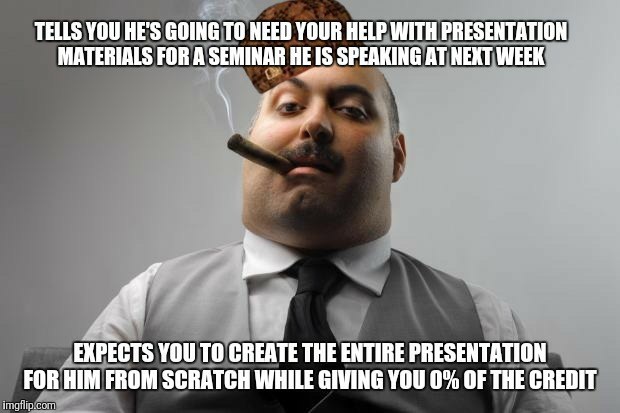 TELLS YOU HE'S GOING TO NEED YOUR HELP WITH PRESENTATION
MATERIALS FOR A SEMINAR HE IS SPEAKING AT NEXT WEEK
EXPECTS YOU TO CREATE THE ENTIRE PRESENTATION
FOR HIM FROM SCRATCH WHILE GIVING YOU 0% OF THE CREDIT
imgflip.com